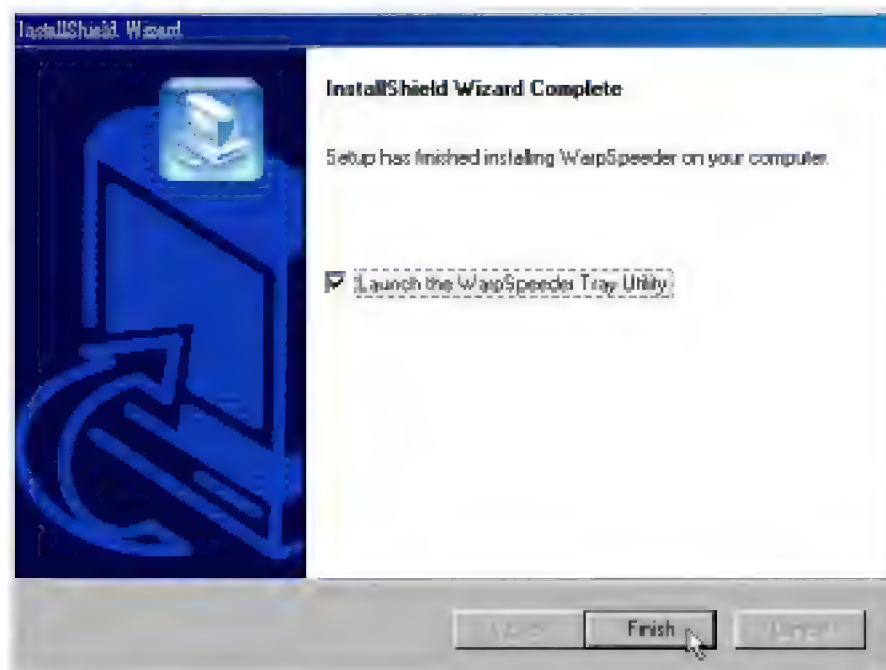 InstallShield Wizard
InstallShield Wizard Complete
Setup has finished installing WarpSpeeder on your computer.
Launch the WarpSpeeder Tray Utility
Finish